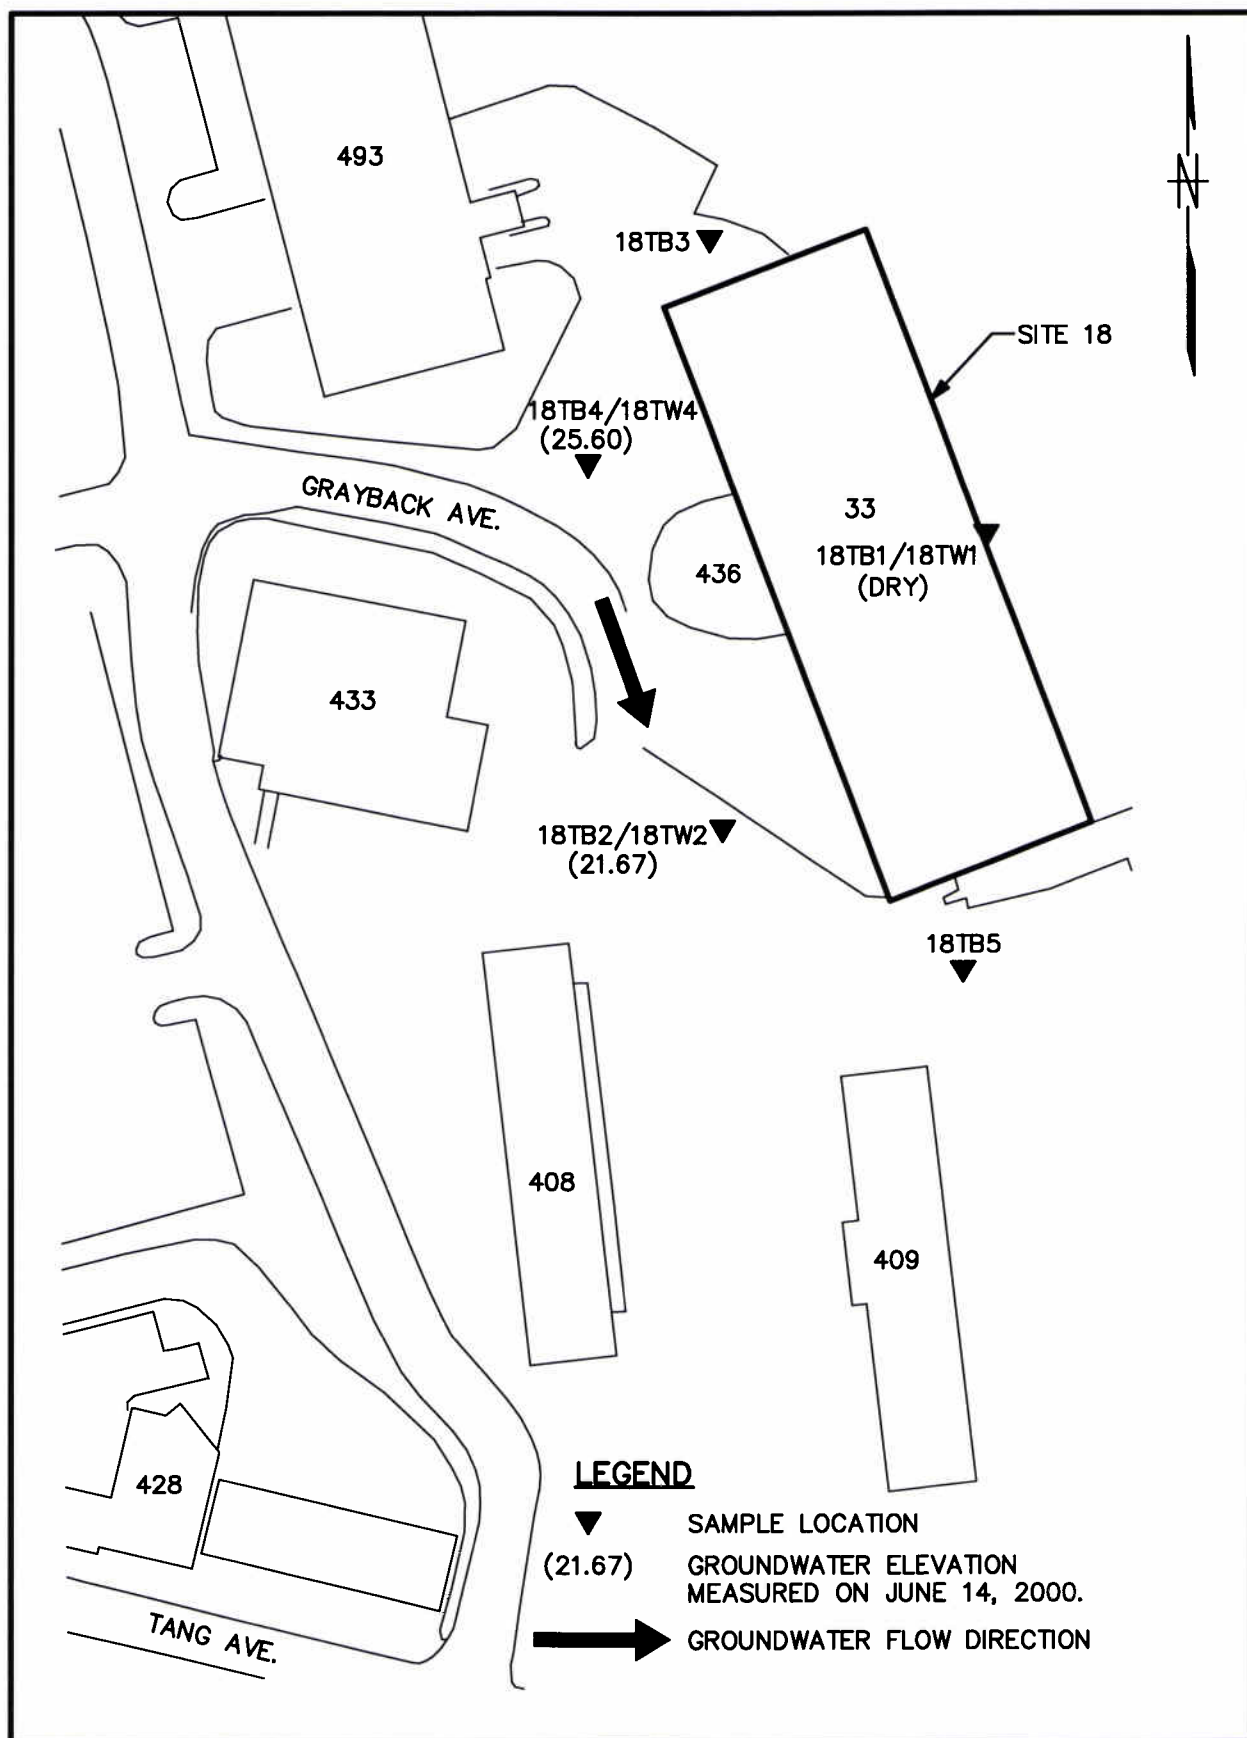 493
N
18TB3
SITE 18
18TB4/18TW4
(25.60)
GRAYBACK AVE.
33
18TB1/18TW1
(DRY)
436
433
18TB2/18TW2
(21.67)
18TB5
408
409
428
LEGEND
SAMPLE LOCATION
(21.67) GROUNDWATER ELEVATION
MEASURED ON JUNE 14, 2000.
GROUNDWATER FLOW DIRECTION
TANG AVE.